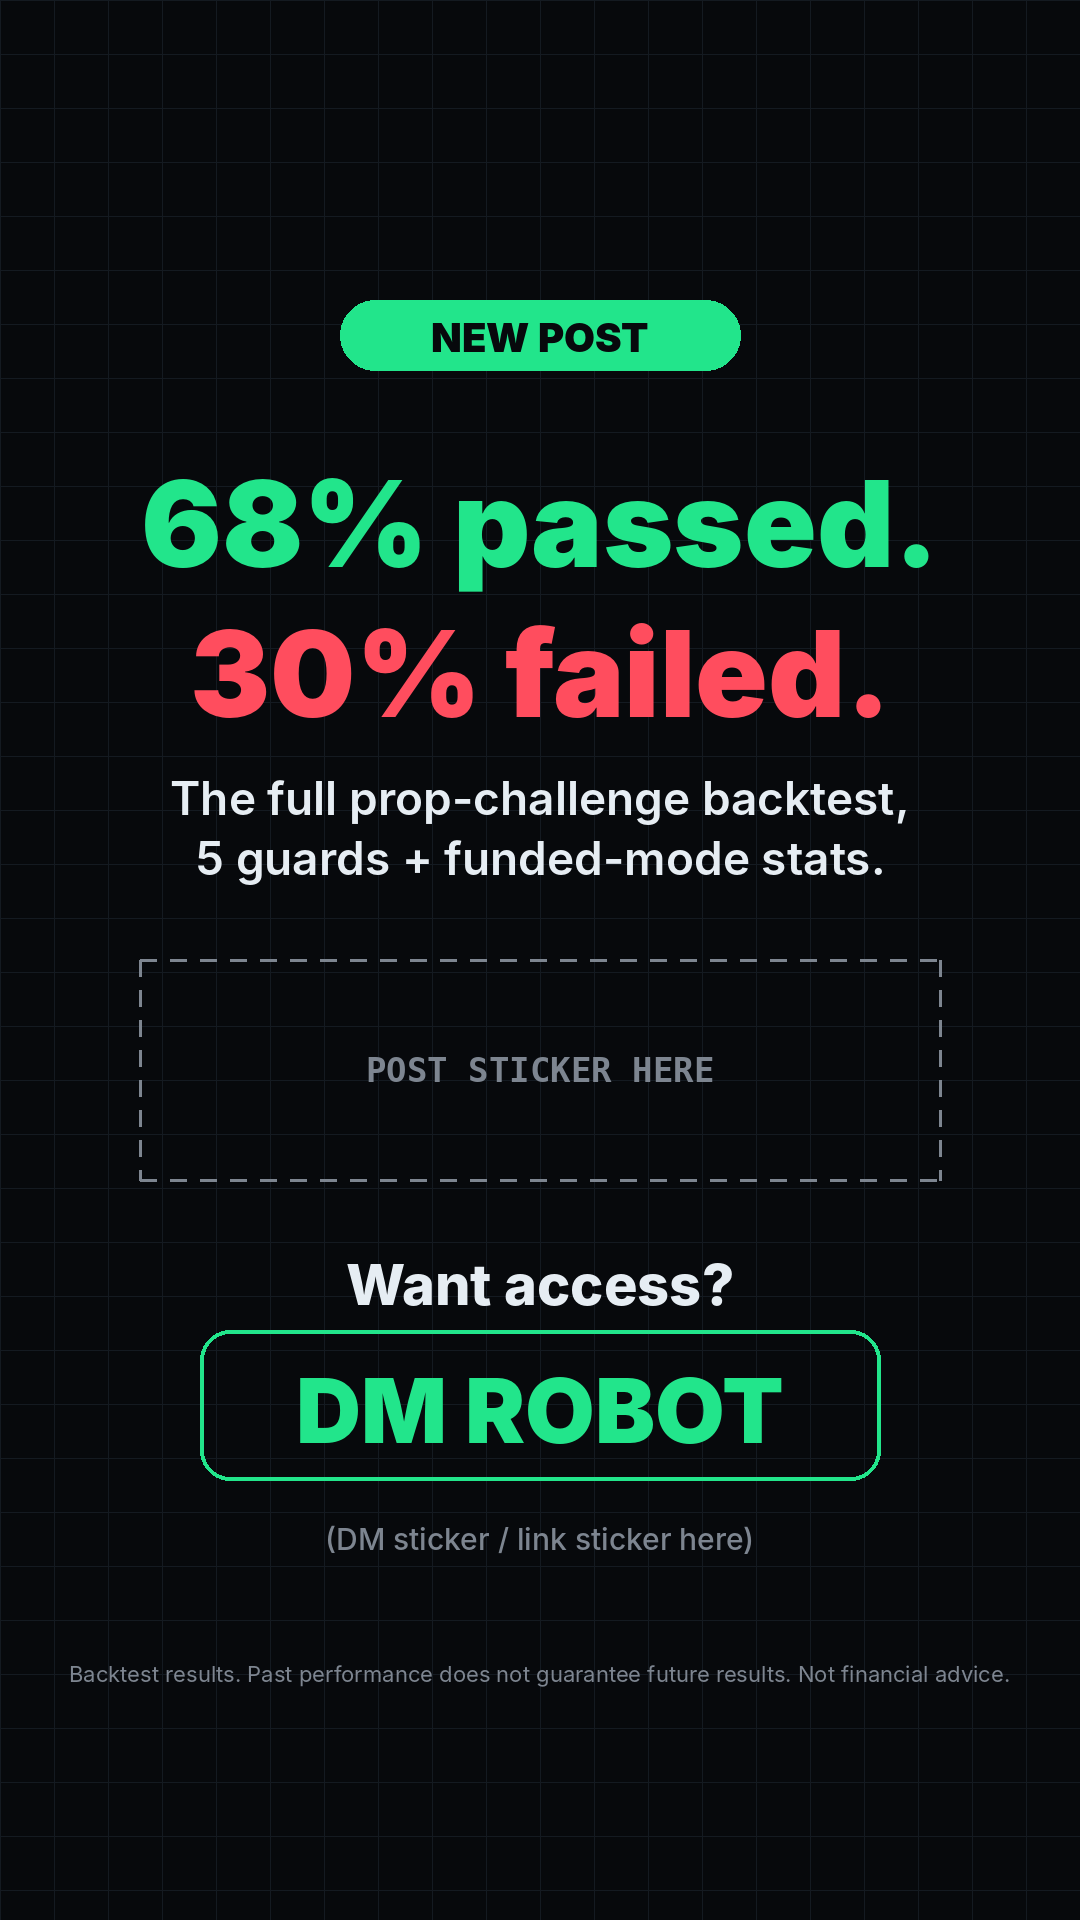 NEW POST
68% passed.
30% failed.
The full prop-challenge backtest,
5 guards + funded-mode stats.
POST STICKER HERE
Want access?
DM ROBOT
(DM sticker / link sticker here)
Backtest results. Past performance does not guarantee future results. Not financial advice.